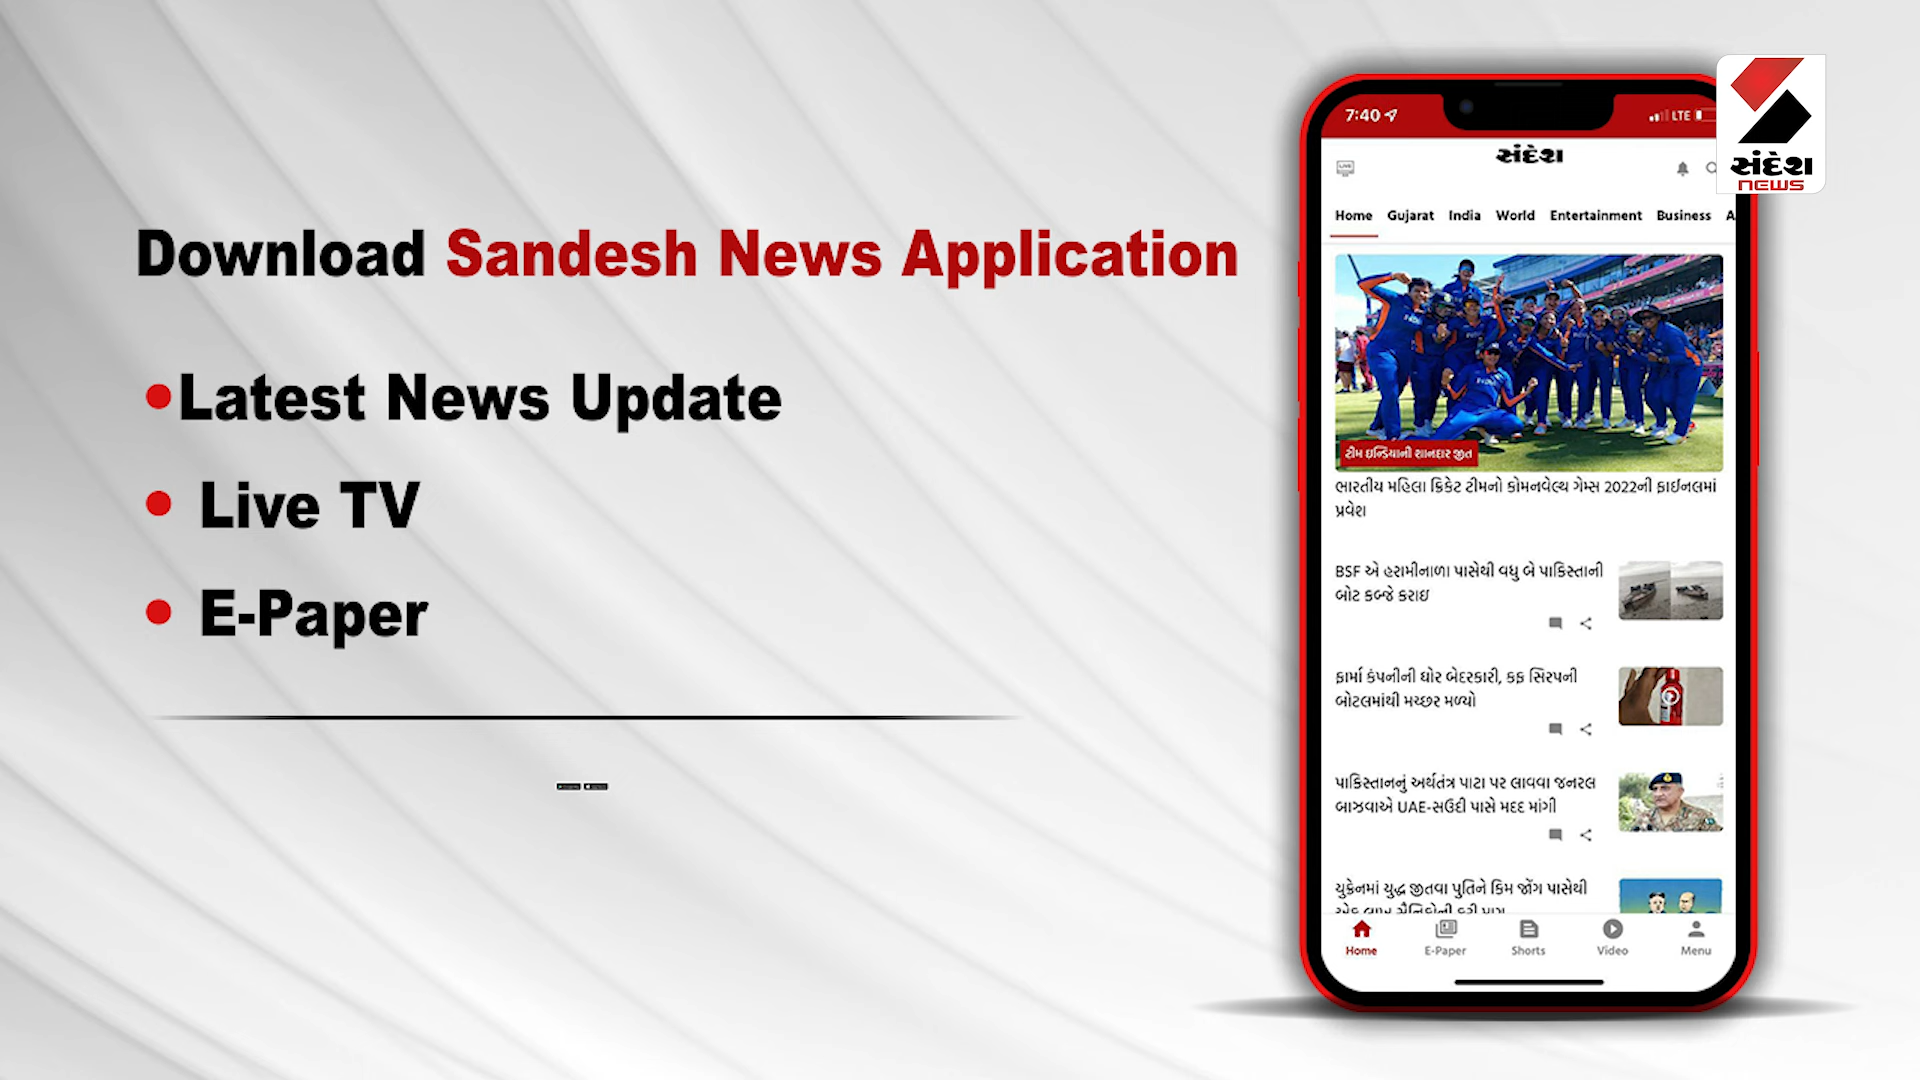 Download Sandesh News Application
•Latest News Update
• Live TV
• E-Paper
7:40
LTE
LIVE
સંદેશ
સંદેશ
NEWS
Home Gujarat India World Entertainment Business A
ટીમ ઇન્ડિયાની શાનદાર જીત
ભારતીય મહિલા ક્રિકેટ ટીમનો કોમનવેલ્થ ગેમ્સ 2022ની ફાઈનલમાં
પ્રવેશ
BSF એ હરામીનાળા પાસેથી વધુ બે પાકિસ્તાની
બોટ કબ્જે કરાઇ
ફાર્મા કંપનીની ઘોર બેદરકારી, કફ સિરપની
બોટલમાંથી મચ્છર મળ્યો
પાકિસ્તાનનું અર્થતંત્ર પાટા પર લાવવા જનરલ
બાઝવાએ UAE-સઉદી પાસે મદદ માંગી
યુક્રેનમાં યુદ્ધ જીતવા પુતિને કિમ જોંગ પાસેથી
Home E-Paper Shorts Video Menu